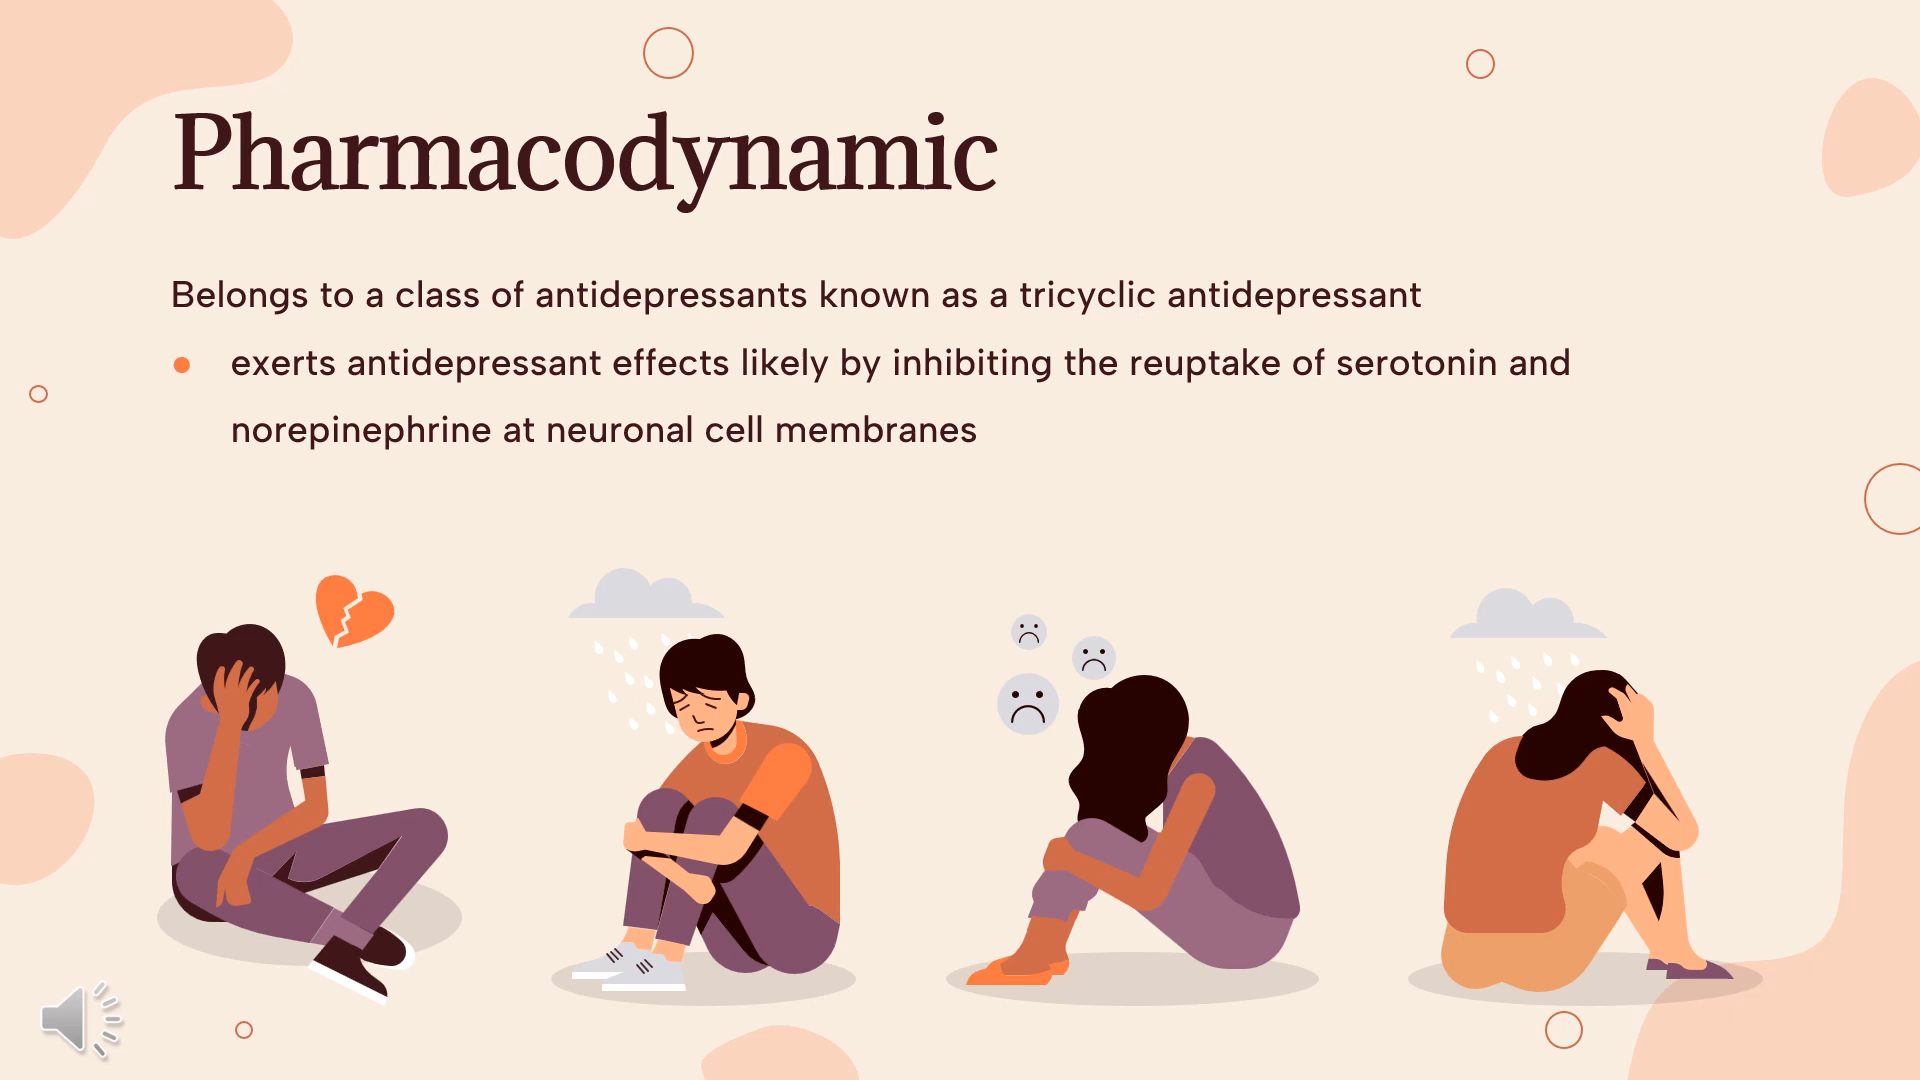 Pharmacodynamic
Belongs to a class of antidepressants known as a tricyclic antidepressant
exerts antidepressant effects likely by inhibiting the reuptake of serotonin and
norepinephrine at neuronal cell membranes